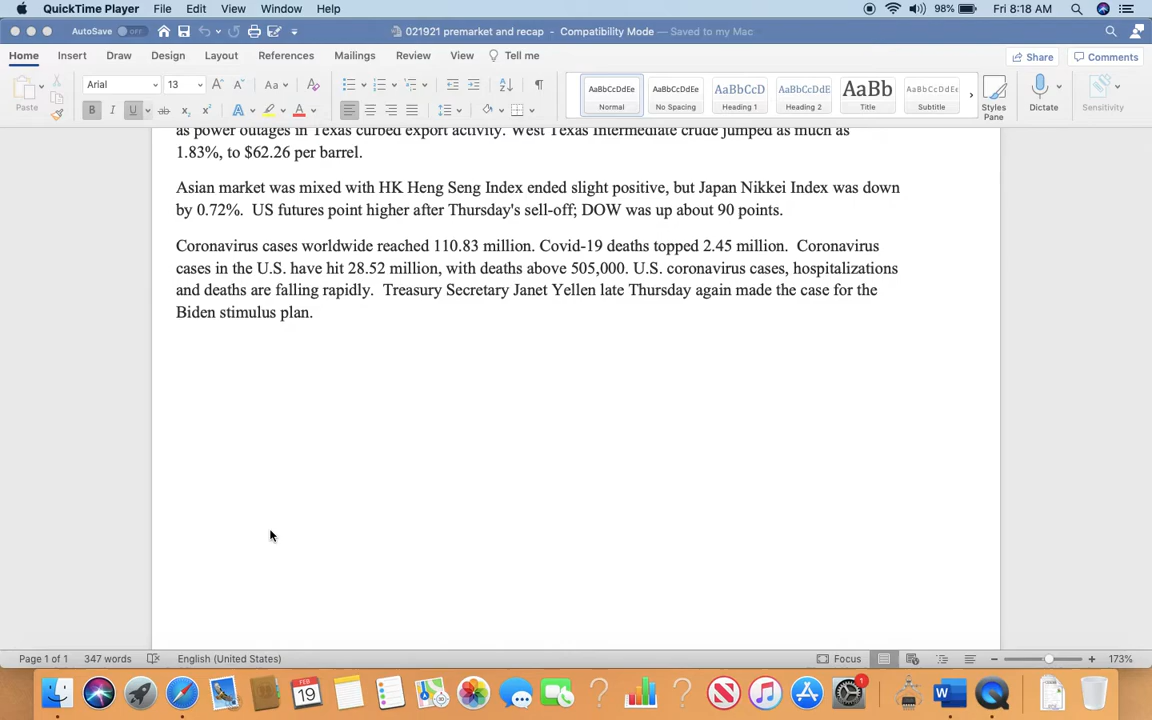 QuickTime Player File Edit View Window Help 98% Fri 8:18 AM
AutoSave OFF 021921 premarket and recap - Compatibility Mode — Saved to my Mac
Home Insert Draw Design Layout References Mailings Review View Tell me Share Comments
Paste Arial 13 Aa AaBbCcDdEe Normal AaBbCcDdEe No Spacing AaBbCcD Heading 1 AaBbCcDdE Heading 2 AaBb Title AaBbCcDdEe Subtitle Styles Pane Dictate Sensitivity
as power outages in Texas curbed export activity. West Texas Intermediate crude jumped as much as
1.83%, to $62.26 per barrel.
Asian market was mixed with HK Heng Seng Index ended slight positive, but Japan Nikkei Index was down
by 0.72%.  US futures point higher after Thursday's sell-off; DOW was up about 90 points.
Coronavirus cases worldwide reached 110.83 million. Covid-19 deaths topped 2.45 million.  Coronavirus
cases in the U.S. have hit 28.52 million, with deaths above 505,000. U.S. coronavirus cases, hospitalizations
and deaths are falling rapidly.  Treasury Secretary Janet Yellen late Thursday again made the case for the
Biden stimulus plan.
Page 1 of 1 347 words English (United States) Focus 173%
FEB 19 1 W